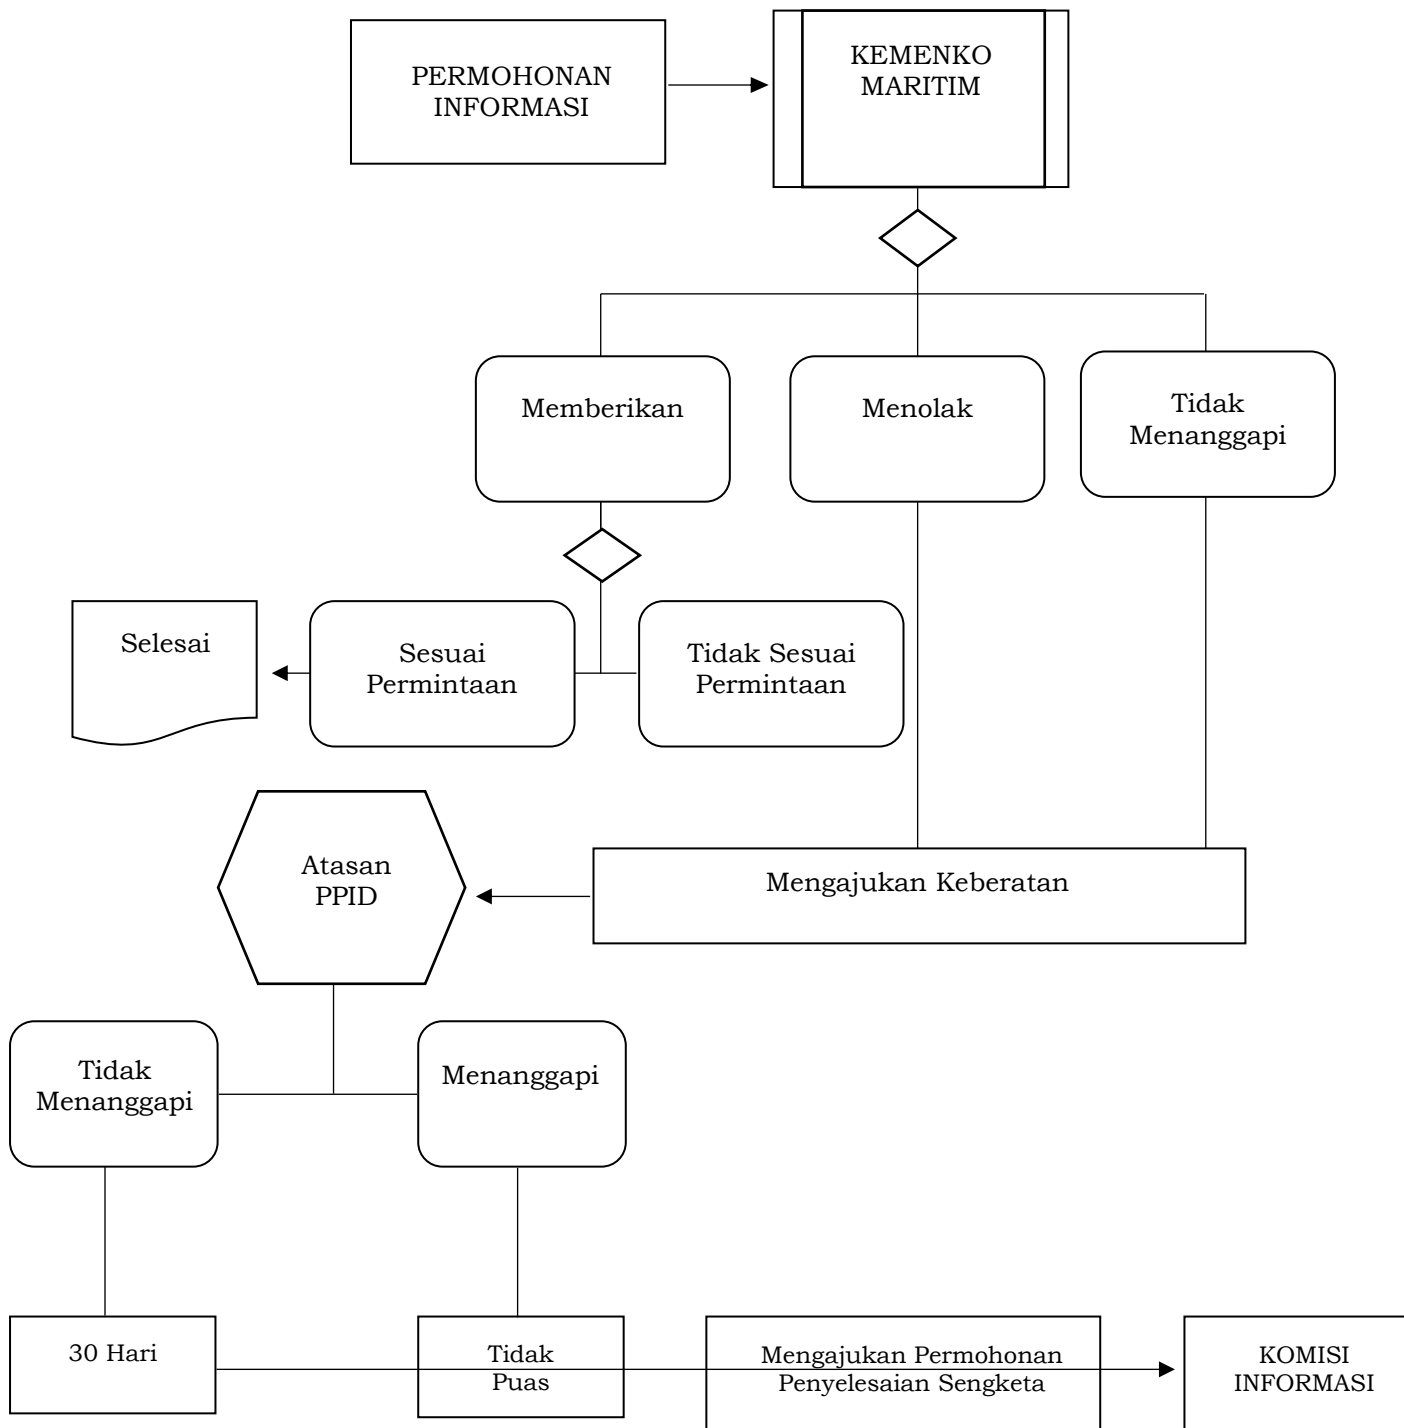 PERMOHONAN
INFORMASI
KEMENKO
MARITIM
Memberikan
Menolak
Tidak
Menanggapi
Selesai
Sesuai
Permintaan
Tidak Sesuai
Permintaan
Atasan
PPID
Mengajukan Keberatan
Tidak
Menanggapi
Menanggapi
30 Hari
Tidak
Puas
Mengajukan Permohonan
Penyelesaian Sengketa
KOMISI
INFORMASI